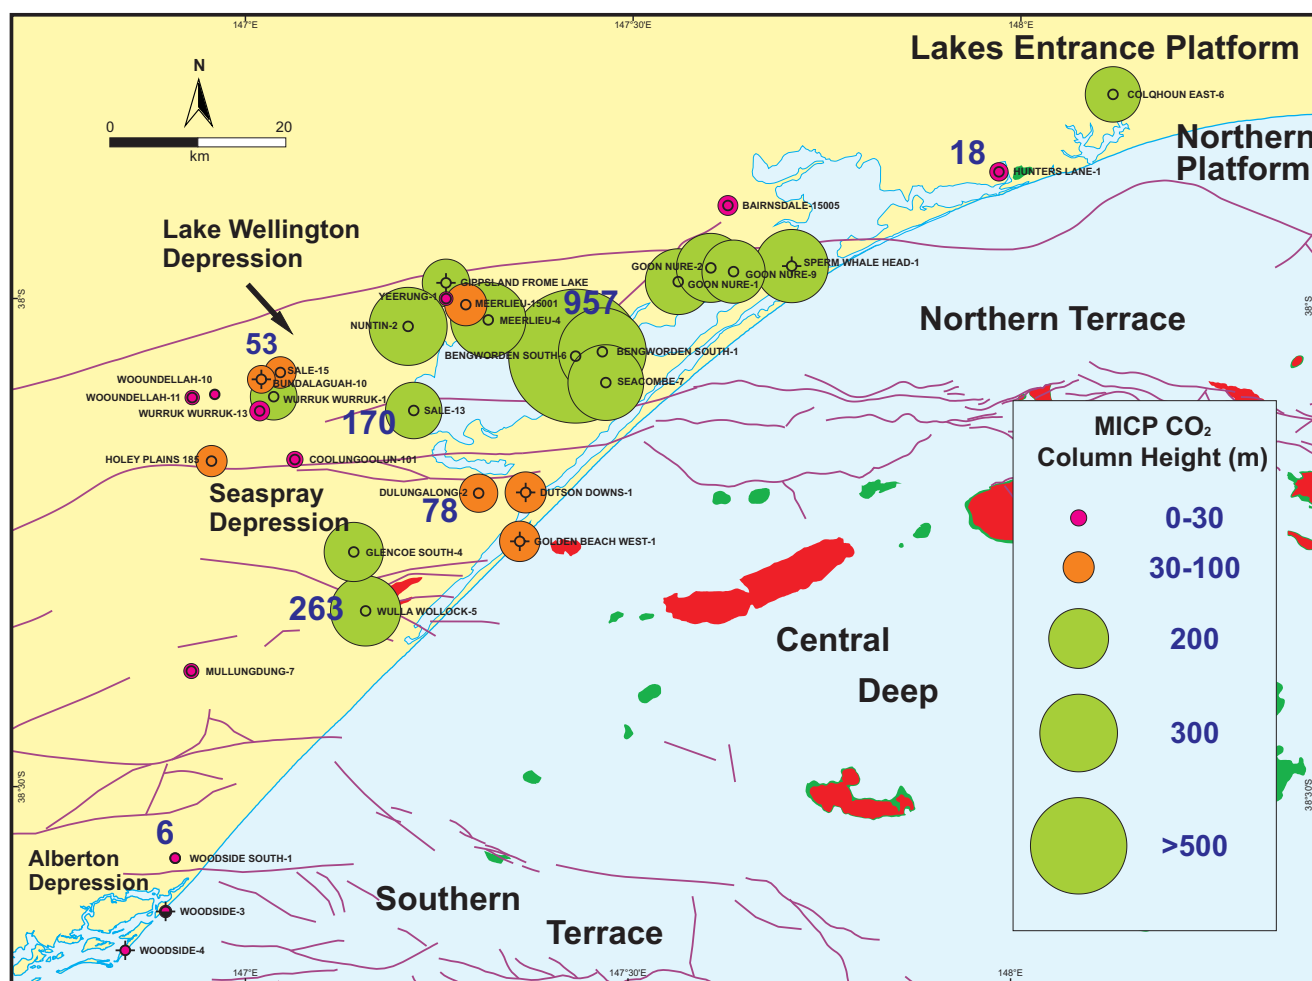 147°E
147°30'E
148°E
Lakes Entrance Platform
N
0
20
km
COLQHOUN EAST-6
Northern
Platform
18
HUNTERS LANE-1
BAIRNSDALE-15005
Lake Wellington
Depression
GOON NURE-2
SPERM WHALE HEAD-1
GOON NURE-9
GOON NURE-1
GIPPSLAND FROME LAKE
YEERUNG-1
MEERLIEU-15001
957
38°S
38°S
NUNTIN-2
MEERLIEU-4
Northern Terrace
53
BENGWORDEN SOUTH-1
BENGWORDEN SOUTH-6
SALE-15
WOOUNDELLAH-10
BUNDALAGUAH-10
SEACOMBE-7
WOOUNDELLAH-11
WURRUK WURRUK-1
WURRUK WURRUK-13
170
SALE-13
MICP CO₂
Column Height (m)
HOLEY PLAINS 185
COOLUNGOOLUN-101
Seaspray
Depression
DULUNGALONG-2
78
DUTSON DOWNS-1
0-30
GOLDEN BEACH WEST-1
GLENCOE SOUTH-4
30-100
263
WULLA WOLLOCK-5
200
Central
Deep
MULLUNGDUNG-7
300
38°30'S
38°30'S
6
>500
WOODSIDE SOUTH-1
Alberton
Depression
Southern
Terrace
WOODSIDE-3
WOODSIDE-4
147°E
147°30'E
148°E